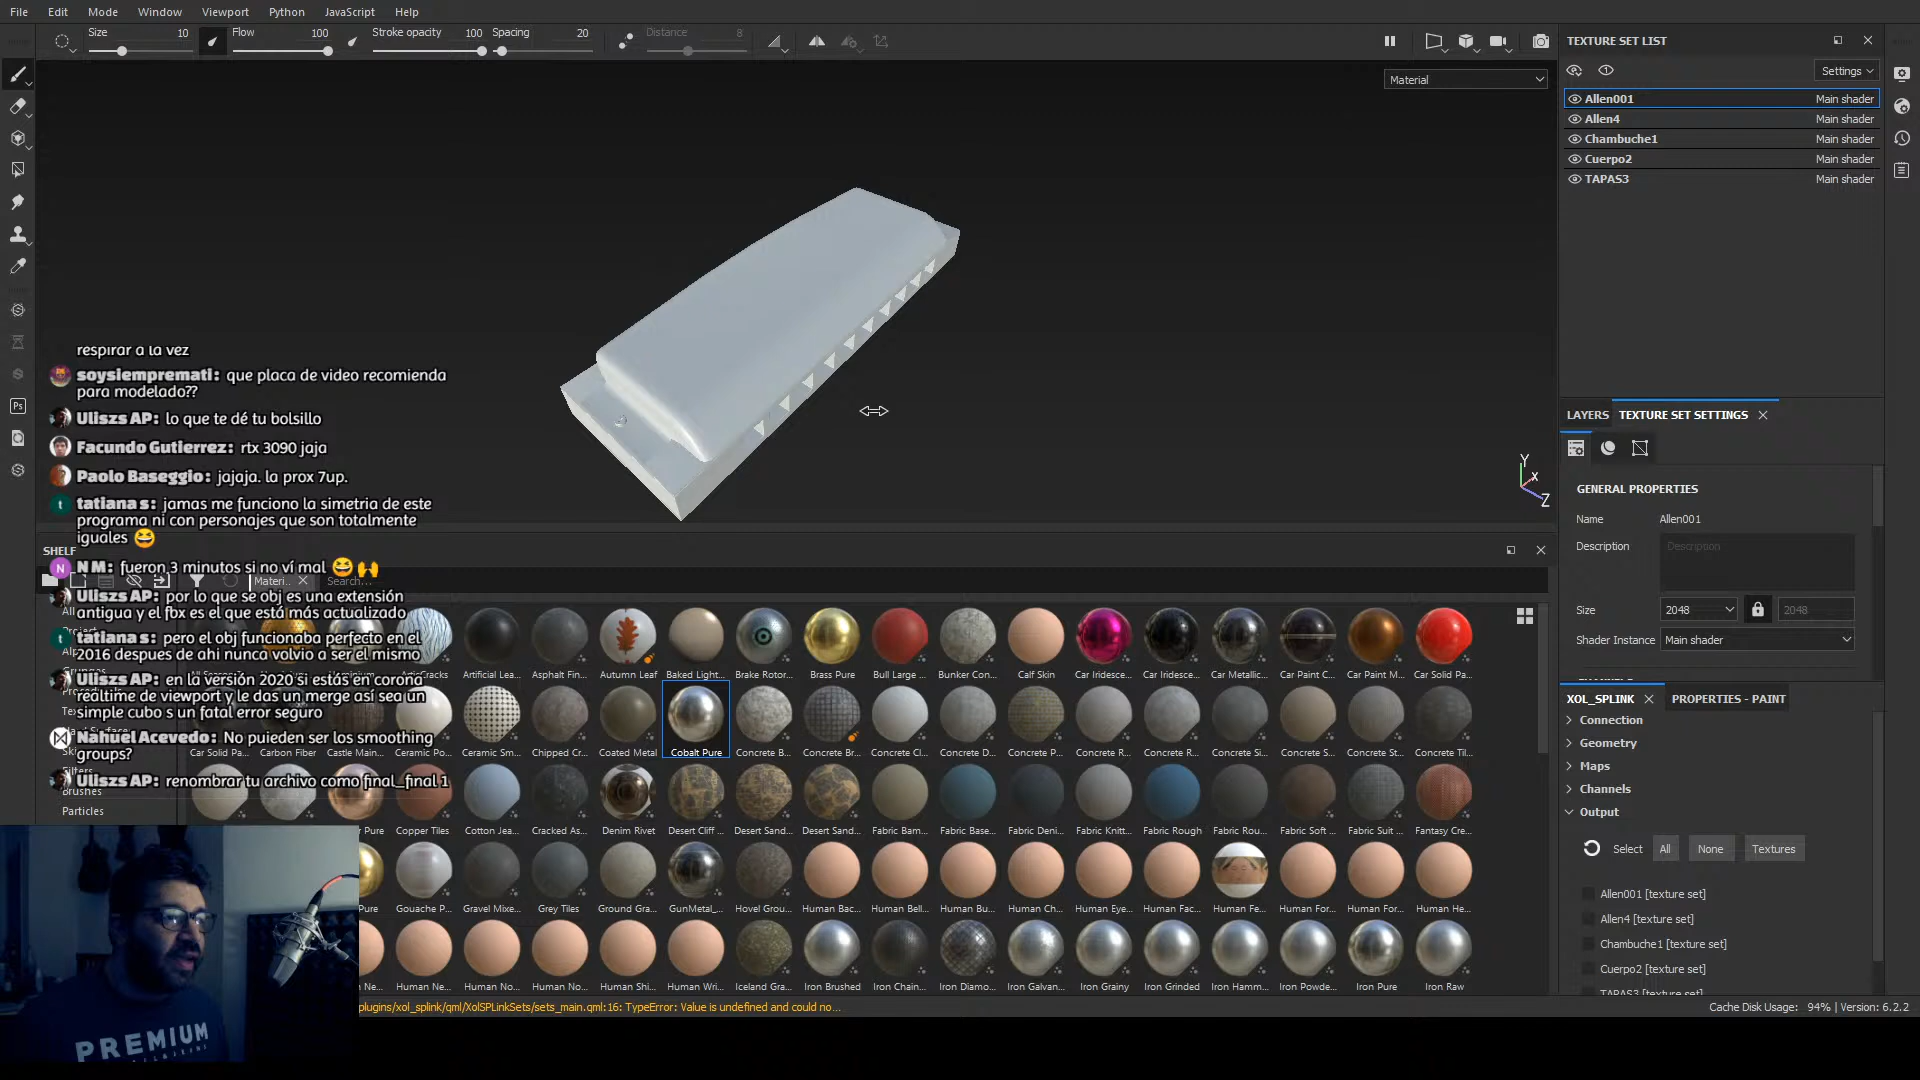 File Edit Mode Window Viewport Python JavaScript Help
Size 10 Flow 100 Stroke opacity 100 Spacing 20 Distance 8
Material
TEXTURE SET LIST
Settings
Allen001 Main shader
Allen4 Main shader
Chambuche1 Main shader
Cuerpo2 Main shader
TAPAS3 Main shader
respirar a la vez
soysiempremati: que placa de video recomienda
para modelado??
Uliszs AP: lo que te dé tu bolsillo
Facundo Gutierrez: rtx 3090 jaja
Paolo Baseggio: jajaja. la prox 7up.
tatiana s: jamas me funciono la simetria de este
programa ni con personajes que son totalmente
iguales 😆
N M: fueron 3 minutos si no ví mal 😆🙌
Uliszs AP: por lo que se obj es una extensión
antigua y el fbx es el que está más actualizado
tatiana s: pero el obj funcionaba perfecto en el
2016 despues de ahi nunca volvio a ser el mismo
Uliszs AP: en la versión 2020 si estás en corona
realtime de viewport y le das un merge así sea un
simple cubo s un fatal error seguro
Nahuel Acevedo: No puieden ser los smoothing
groups?
Uliszs AP: renombrar tu archivo como final_final 1
Y
X
Z
LAYERS TEXTURE SET SETTINGS
GENERAL PROPERTIES
Name Allen001
Description Description
Size 2048 2048
Shader Instance Main shader
XOL_SPLINK PROPERTIES - PAINT
Connection
Geometry
Maps
Channels
Output
Select All None Textures
Allen001 [texture set]
Allen4 [texture set]
Chambuche1 [texture set]
Cuerpo2 [texture set]
TAPAS3 [texture set]
SHELF
Materi... Search...
Brushes
Particles
Artificial Lea... Asphalt Fin... Autumn Leaf Baked Light... Brake Rotor... Brass Pure Bull Large ... Bunker Con... Calf Skin Car Iridesce... Car Iridesce... Car Metallic... Car Paint C... Car Paint M... Car Solid Pa...
Car Solid Pa... Carbon Fiber Castle Main... Ceramic Po... Ceramic Sm... Chipped Cr... Coated Metal Cobalt Pure Concrete B... Concrete Br... Concrete Cl... Concrete D... Concrete P... Concrete R... Concrete R... Concrete Si... Concrete S... Concrete St... Concrete Til...
Pure Copper Tiles Cotton Jea... Cracked As... Denim Rivet Desert Cliff ... Desert Sand... Desert Sand... Fabric Bam... Fabric Base... Fabric Deni... Fabric Knitt... Fabric Rough Fabric Rou... Fabric Soft ... Fabric Suit ... Fantasy Cre...
Pure Gouache P... Gravel Mixe... Grey Tiles Ground Gra... GunMetal_... Hovel Grou... Human Bac... Human Bell... Human Bu... Human Ch... Human Eye... Human Fac... Human Fe... Human For... Human For... Human He...
Ne... Human Ne... Human No... Human No... Human Shi... Human Wri... Iceland Gra... Iron Brushed Iron Chain... Iron Diamo... Iron Galvan... Iron Grainy Iron Grinded Iron Hamm... Iron Powde... Iron Pure Iron Raw
PREMIUM
plugins/xol_splink/qml/XolSPLinkSets/sets_main.qml:16: TypeError: Value is undefined and could no...
Cache Disk Usage: 94% | Version: 6.2.2